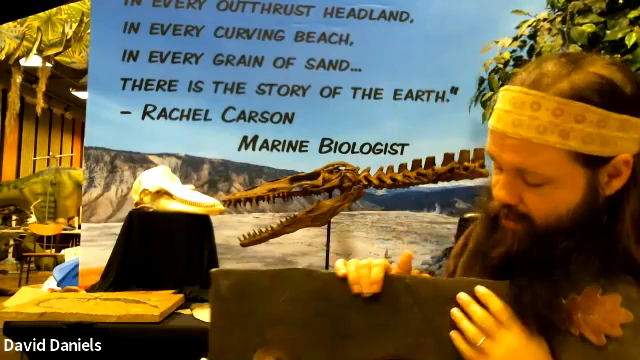 IN EVERY OUTTHRUST HEADLAND,
IN EVERY CURVING BEACH,
IN EVERY GRAIN OF SAND...
THERE IS THE STORY OF THE EARTH."
– RACHEL CARSON
MARINE BIOLOGIST
David Daniels